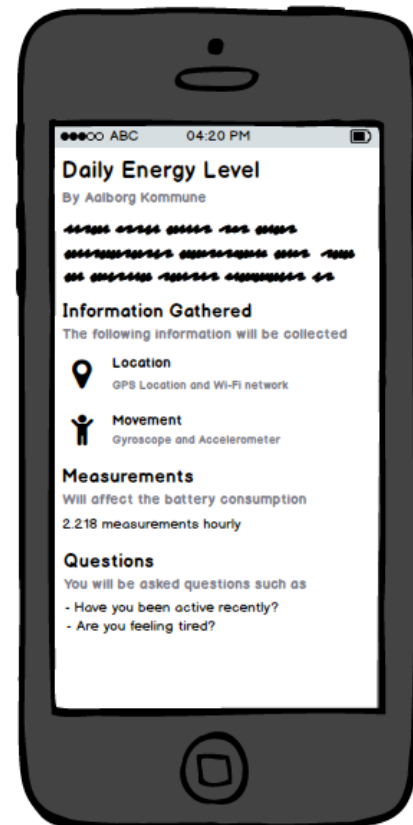 ABC 04:20 PM
Daily Energy Level
By Aalborg Kommune
Information Gathered
The following information will be collected
Location
GPS Location and Wi-Fi network
Movement
Gyroscope and Accelerometer
Measurements
Will affect the battery consumption
2.218 measurements hourly
Questions
You will be asked questions such as
- Have you been active recently?
- Are you feeling tired?